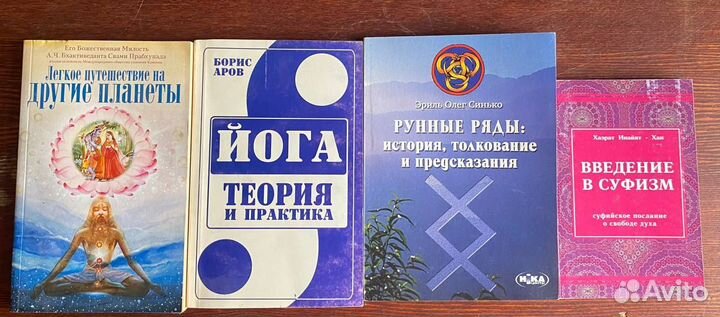 Его Божественная Милость
А.Ч. Бхактиведанта Свами Прабхупада
Легкое путешествие на
другие планеты
БОРИС
АРОВ
ЙОГА
ТЕОРИЯ
И ПРАКТИКА
Эриль Олег Синько
РУННЫЕ РЯДЫ:
история, толкование
и предсказания
НИКА
Хазрат Инайят - Хан
ВВЕДЕНИЕ
В СУФИЗМ
суфийское послание
о свободе духа
Avito